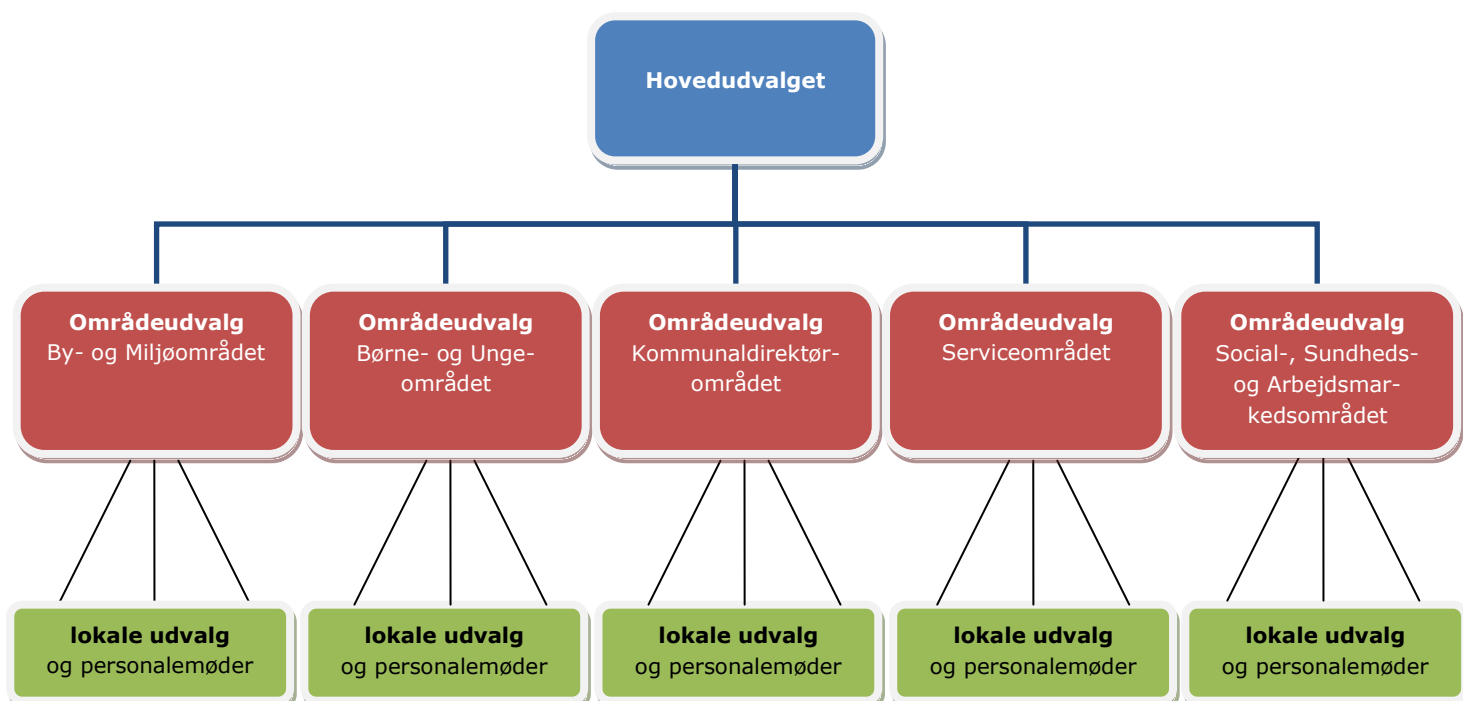 Hovedudvalget
Områdeudvalg
By- og Miljøområdet
Områdeudvalg
Børne- og Unge-
området
Områdeudvalg
Kommunaldirektør-
området
Områdeudvalg
Serviceområdet
Områdeudvalg
Social-, Sundheds-
og Arbejdsmar-
kedsområdet
lokale udvalg
og personalemøder
lokale udvalg
og personalemøder
lokale udvalg
og personalemøder
lokale udvalg
og personalemøder
lokale udvalg
og personalemøder